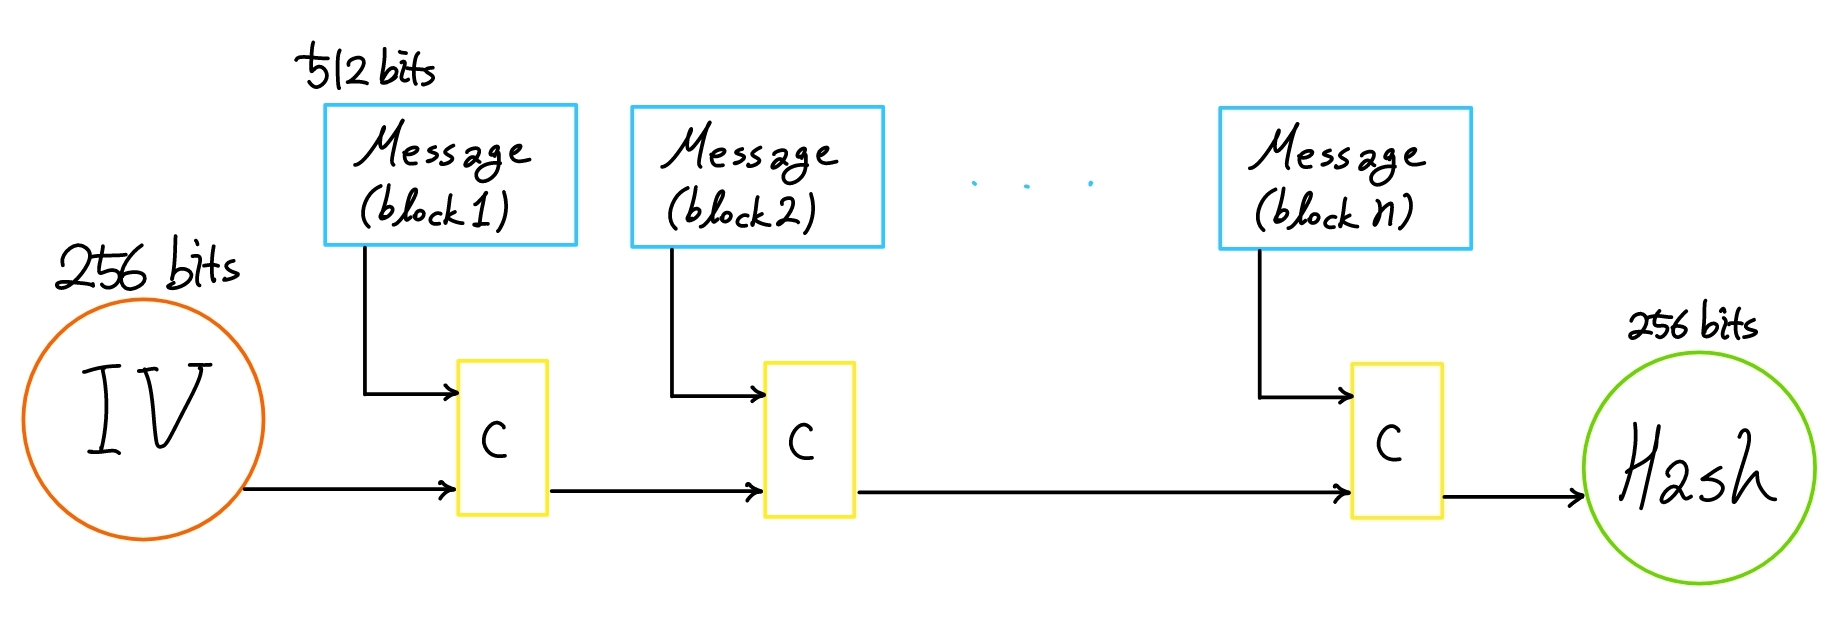 512 bits
Message
(block 1)
Message
(block 2)
. . .
Message
(block n)
256 bits
IV
C
C
C
256 bits
Hash